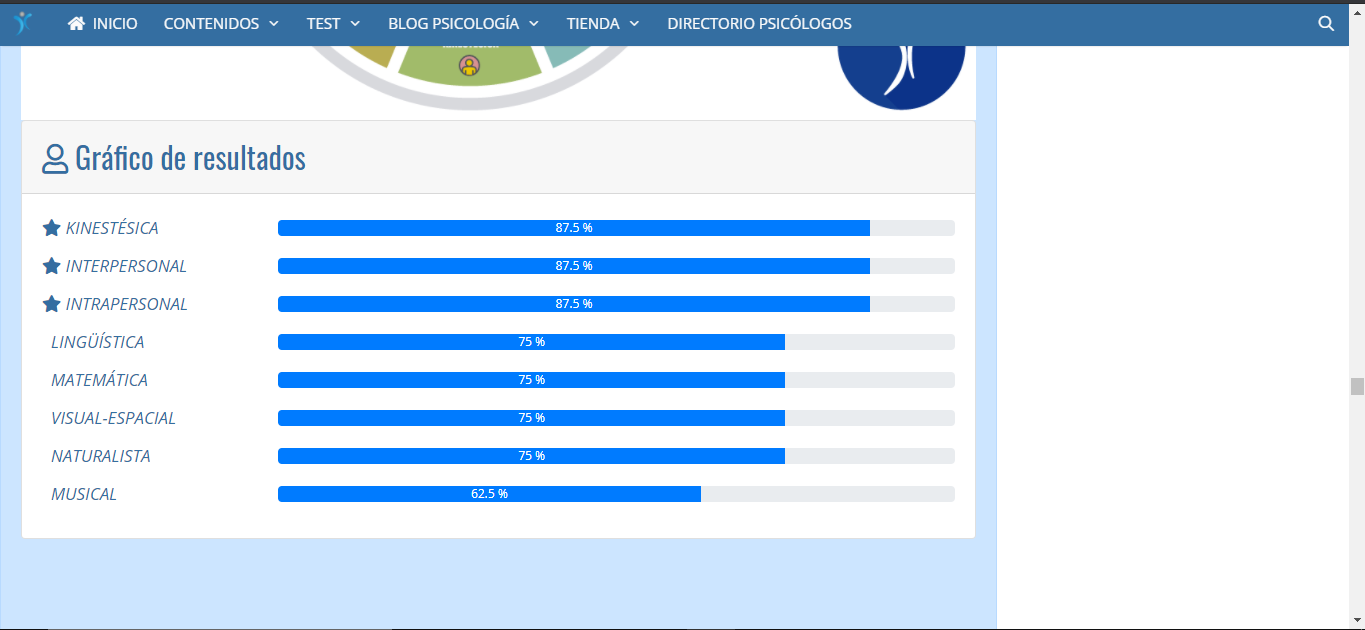 INICIO CONTENIDOS TEST BLOG PSICOLOGÍA TIENDA DIRECTORIO PSICÓLOGOS
Gráfico de resultados
KINESTÉSICA 87.5 %
INTERPERSONAL 87.5 %
INTRAPERSONAL 87.5 %
LINGÜÍSTICA 75 %
MATEMÁTICA 75 %
VISUAL-ESPACIAL 75 %
NATURALISTA 75 %
MUSICAL 62.5 %